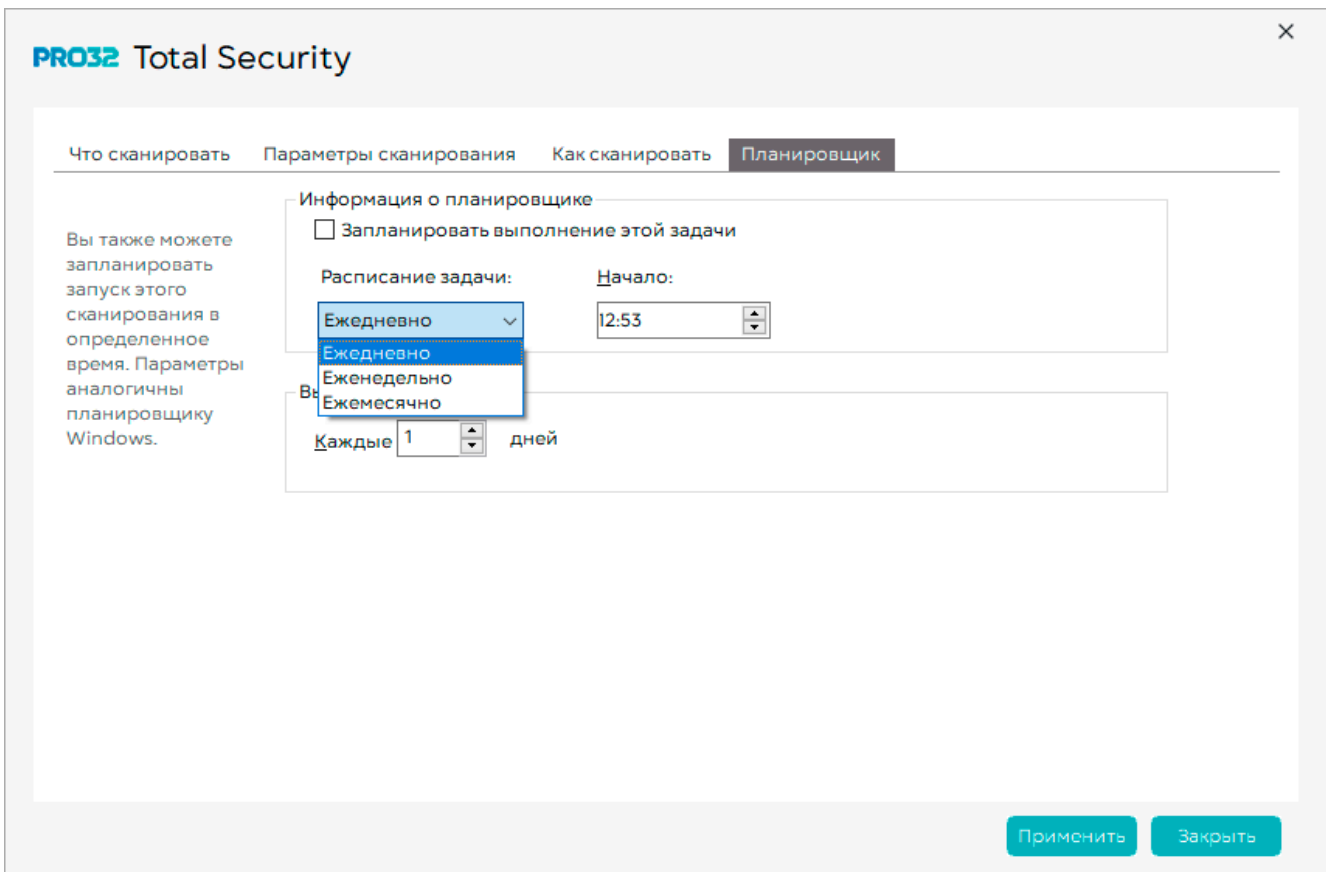 PRO32 Total Security
Что сканировать Параметры сканирования Как сканировать Планировщик
Информация о планировщике
Вы также можете
запланировать
запуск этого
сканирования в
определенное
время. Параметры
аналогичны
планировщику
Windows.
Запланировать выполнение этой задачи
Расписание задачи: Начало:
Ежедневно 12:53
Ежедневно
Еженедельно
Ежемесячно
Каждые 1 дней
Применить Закрыть